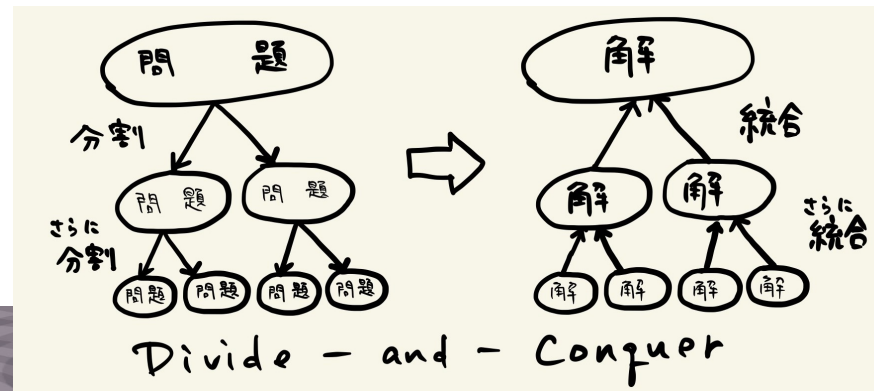 問題
分割
問題 問題
さらに
分割
問題 問題 問題 問題
解
統合
解 解
さらに
統合
解 解 解 解
Divide - and - Conquer